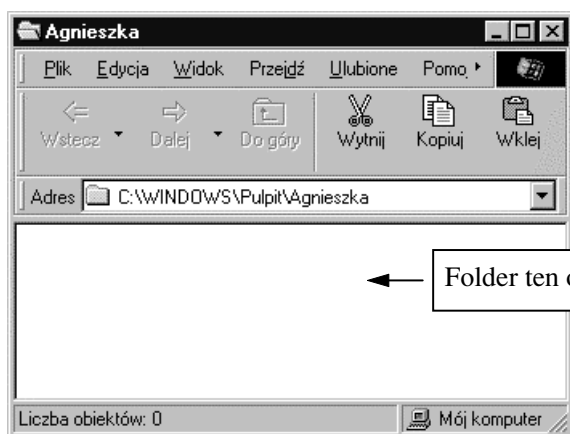 Agnieszka
Plik Edycja Widok Przejdź Ulubione Pomo
Wstecz Dalej Do góry Wytnij Kopiuj Wklej
Adres C:\WINDOWS\Pulpit\Agnieszka
Folder ten
Liczba obiektów: 0 Mój komputer